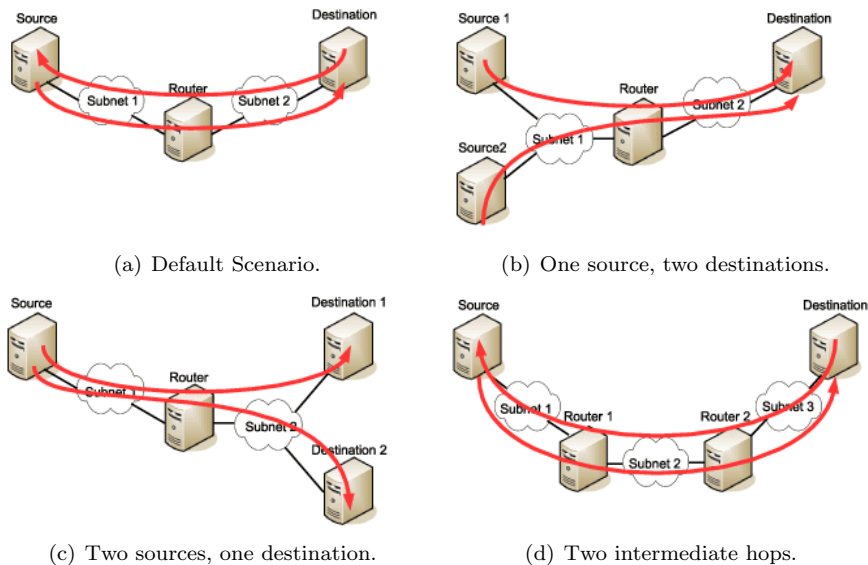 Source
Destination
Router
Subnet 1
Subnet 2
(a) Default Scenario.
Source 1
Destination
Router
Subnet 2
Subnet 1
Source2
(b) One source, two destinations.
Source
Destination 1
Router
Subnet 1
Subnet 2
Destination 2
(c) Two sources, one destination.
Source
Destination
Subnet 1
Router 1
Router 2
Subnet 3
Subnet 2
(d) Two intermediate hops.